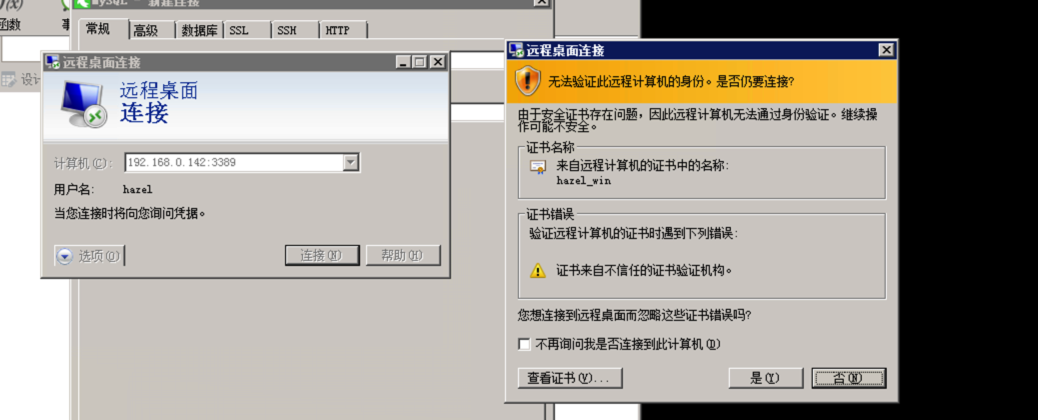 MySQL - 新建连接
函数
常规 高级 数据库 SSL SSH HTTP
设计
远程桌面连接
远程桌面
连接
计算机(C): 192.168.0.142:3389
用户名: hazel
当您连接时将向您询问凭据。
选项(O) 连接(N) 帮助(H)
远程桌面连接
无法验证此远程计算机的身份。是否仍要连接?
由于安全证书存在问题，因此远程计算机无法通过身份验证。继续操
作可能不安全。
证书名称
来自远程计算机的证书中的名称:
hazel_win
证书错误
验证远程计算机的证书时遇到下列错误:
证书来自不信任的证书验证机构。
您想连接到远程桌面而忽略这些证书错误吗?
不再询问我是否连接到此计算机(D)
查看证书(V)... 是(Y) 否(N)